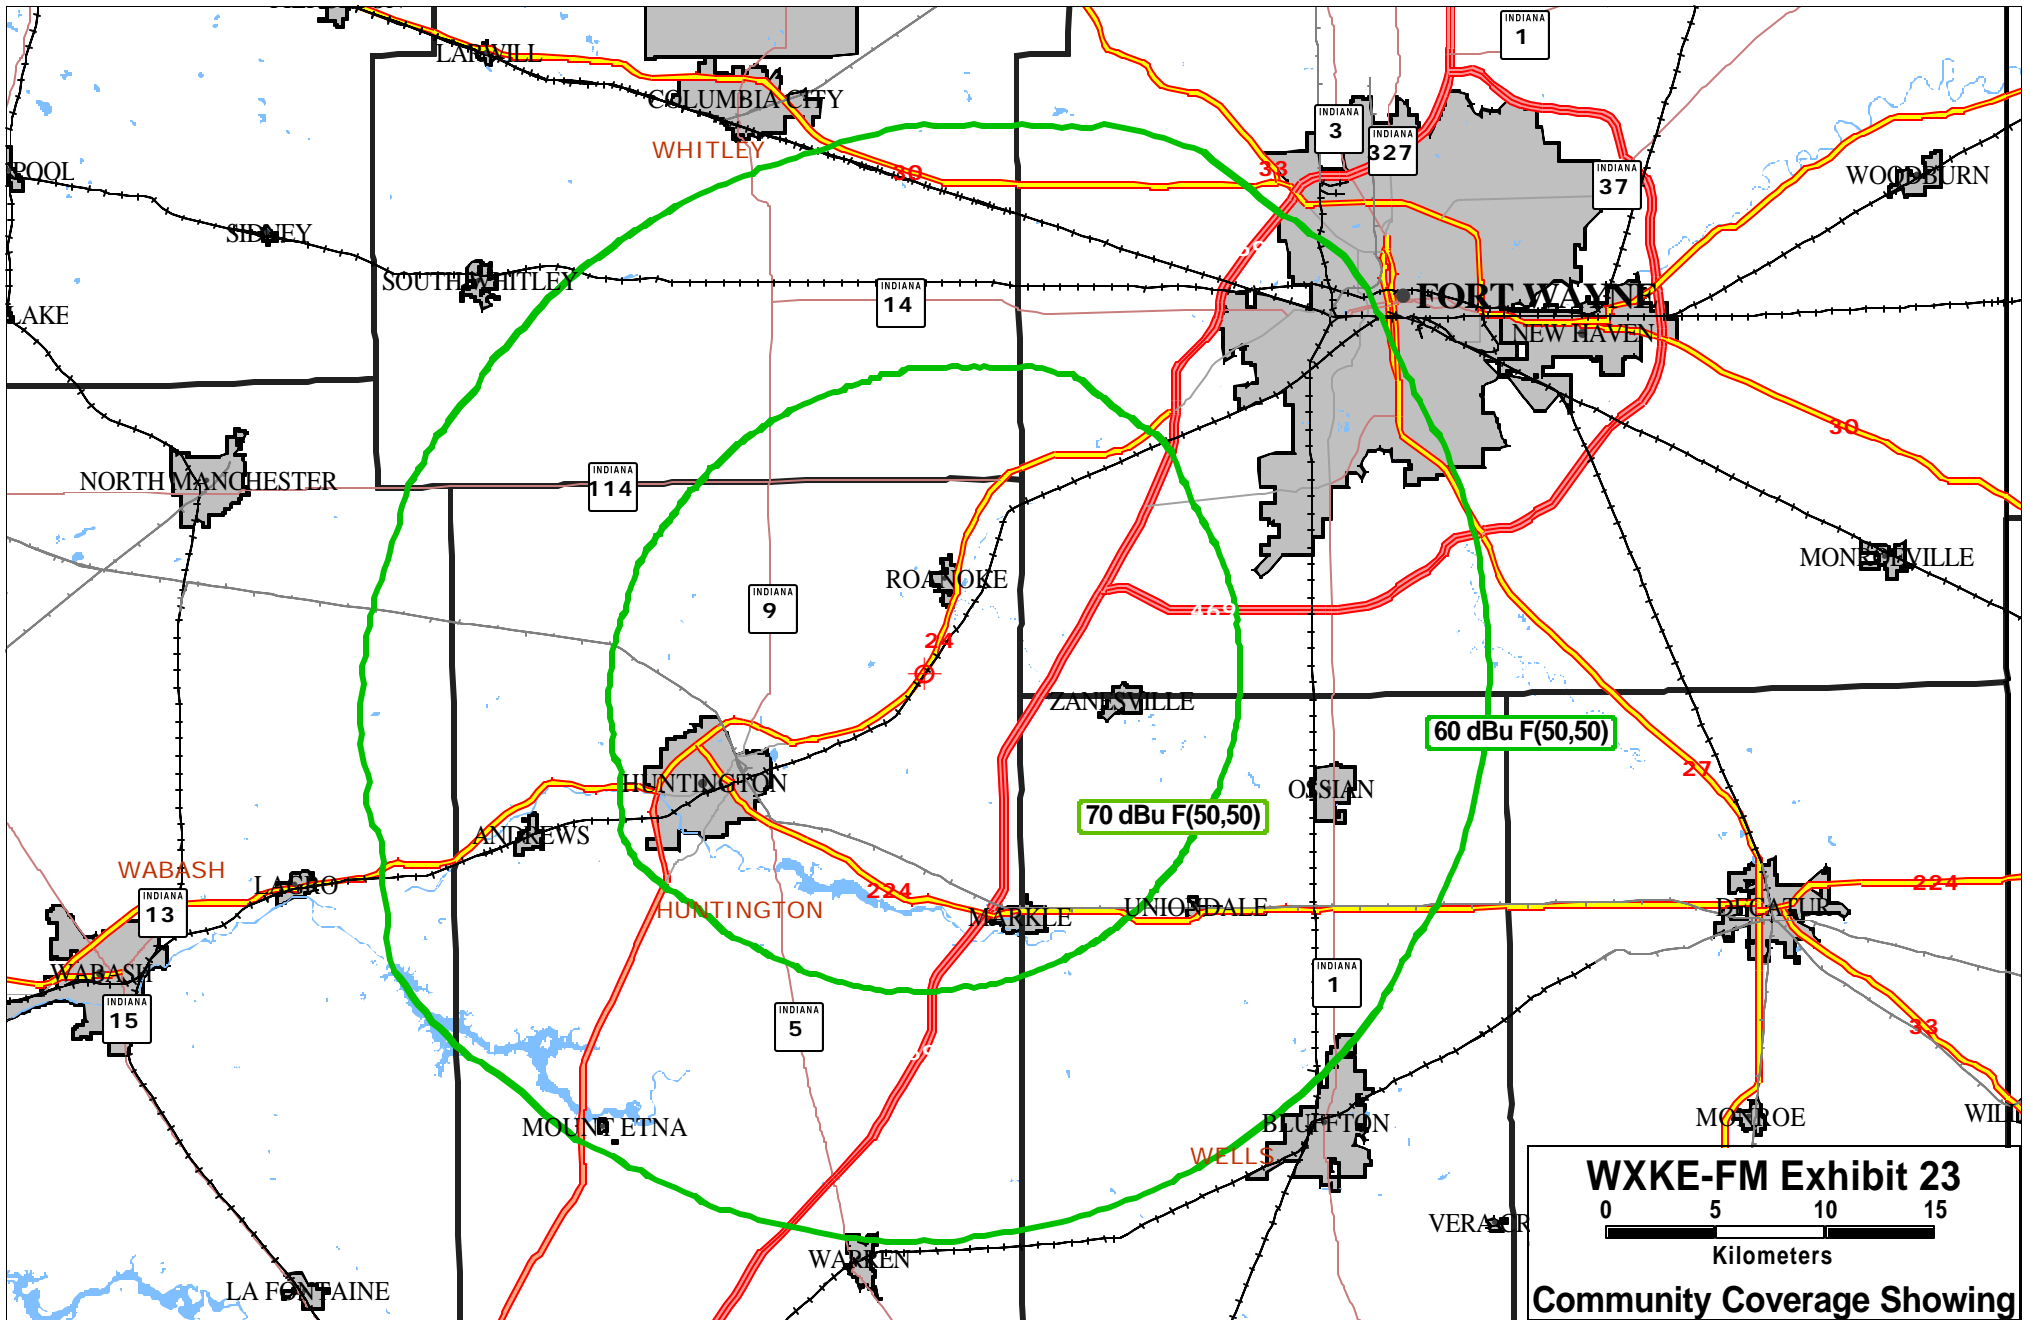 LARWILL
COLUMBIA CITY
WHITLEY
30
33
INDIANA
1
INDIANA
3
INDIANA
327
INDIANA
37
WOODBURN
POOL
SIDNEY
SOUTH WHITLEY
INDIANA
14
LAKE
FORT WAYNE
NEW HAVEN
30
NORTH MANCHESTER
INDIANA
114
ROANOKE
MONROEVILLE
INDIANA
9
469
24
ZANESVILLE
60 dBu F(50,50)
27
HUNTINGTON
OSSIAN
70 dBu F(50,50)
ANDREWS
WABASH
LAGRO
224
224
INDIANA
13
HUNTINGTON
MARKLE
UNIONDALE
DECATUR
WABASH
INDIANA
15
INDIANA
5
INDIANA
1
33
MOUNT ETNA
BLUFFTON
MONROE
WELLS
WARREN
LA FONTAINE
WXKE-FM Exhibit 23
0 5 10 15
Kilometers
Community Coverage Showing